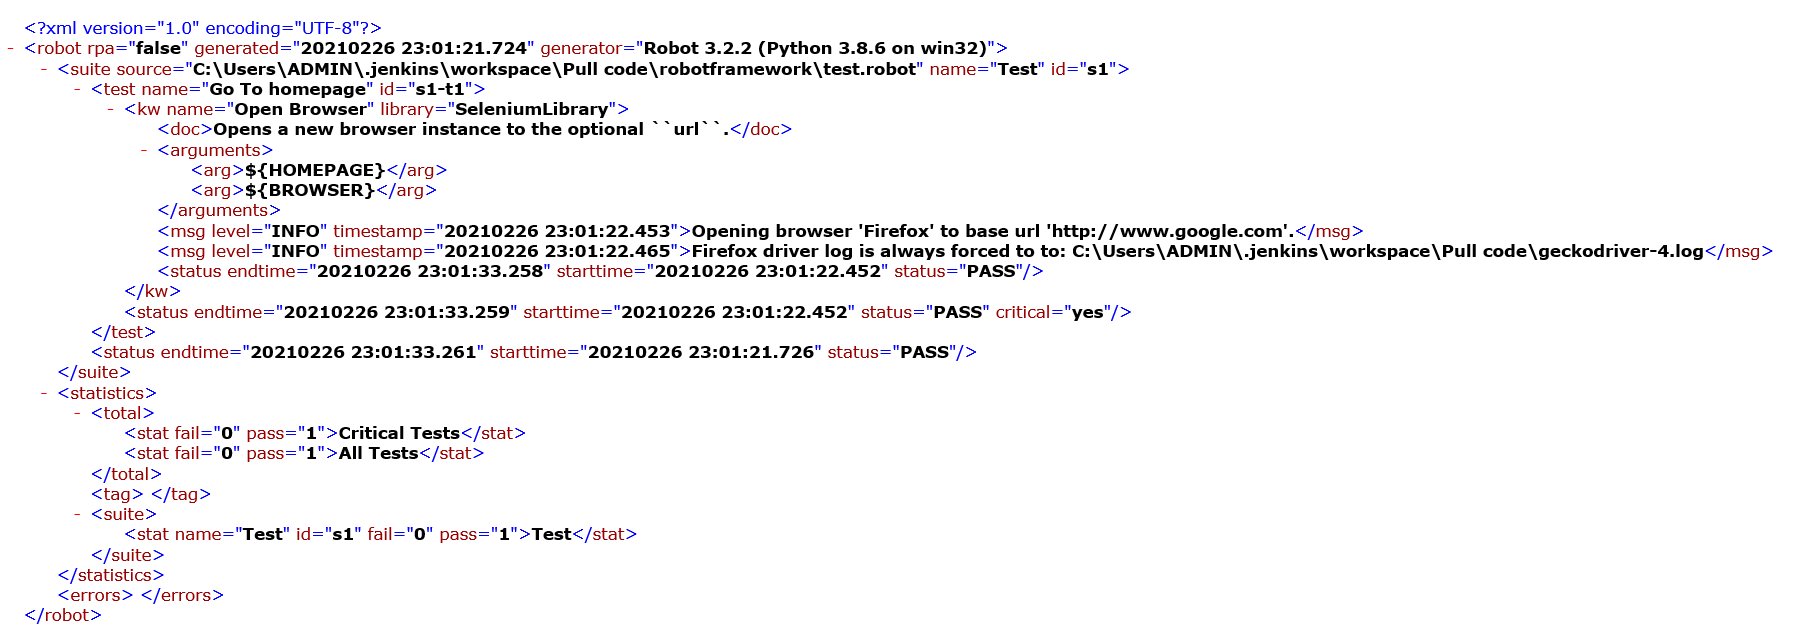 <?xml version="1.0" encoding="UTF-8"?>
- <robot rpa="false" generated="20210226 23:01:21.724" generator="Robot 3.2.2 (Python 3.8.6 on win32)">
- <suite source="C:\Users\ADMIN\.jenkins\workspace\Pull code\robotframework\test.robot" name="Test" id="s1">
- <test name="Go To homepage" id="s1-t1">
- <kw name="Open Browser" library="SeleniumLibrary">
<doc>Opens a new browser instance to the optional ``url``.</doc>
- <arguments>
<arg>${HOMEPAGE}</arg>
<arg>${BROWSER}</arg>
</arguments>
<msg level="INFO" timestamp="20210226 23:01:22.453">Opening browser 'Firefox' to base url 'http://www.google.com'.</msg>
<msg level="INFO" timestamp="20210226 23:01:22.465">Firefox driver log is always forced to to: C:\Users\ADMIN\.jenkins\workspace\Pull code\geckodriver-4.log</msg>
<status endtime="20210226 23:01:33.258" starttime="20210226 23:01:22.452" status="PASS"/>
</kw>
<status endtime="20210226 23:01:33.259" starttime="20210226 23:01:22.452" status="PASS" critical="yes"/>
</test>
<status endtime="20210226 23:01:33.261" starttime="20210226 23:01:21.726" status="PASS"/>
</suite>
- <statistics>
- <total>
<stat fail="0" pass="1">Critical Tests</stat>
<stat fail="0" pass="1">All Tests</stat>
</total>
<tag> </tag>
- <suite>
<stat name="Test" id="s1" fail="0" pass="1">Test</stat>
</suite>
</statistics>
<errors> </errors>
</robot>